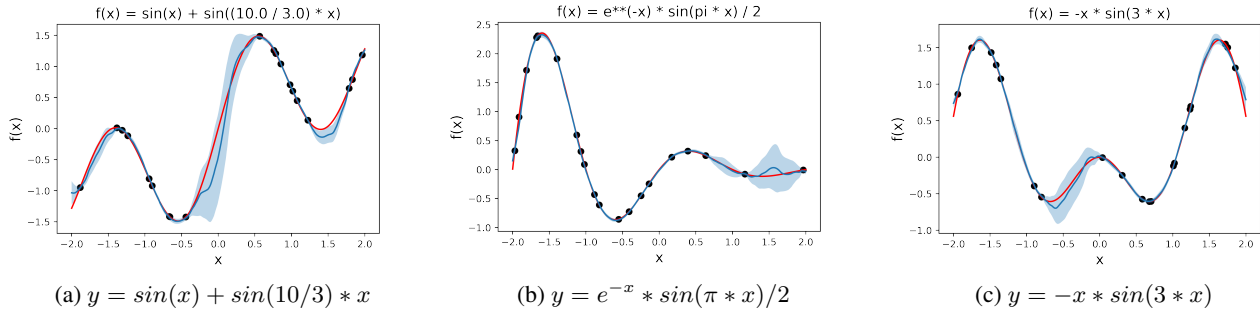 f(x) = sin(x) + sin((10.0 / 3.0) * x)
f(x)
1.5
1.0
0.5
0.0
−0.5
−1.0
−1.5
−2.0 −1.5 −1.0 −0.5 0.0 0.5 1.0 1.5 2.0
x
(a) y = sin(x) + sin(10/3) ∗ x
f(x) = e**(-x) * sin(pi * x) / 2
f(x)
2.5
2.0
1.5
1.0
0.5
0.0
−0.5
−1.0
−2.0 −1.5 −1.0 −0.5 0.0 0.5 1.0 1.5 2.0
x
(b) y = e^{−x} ∗ sin(π ∗ x)/2
f(x) = -x * sin(3 * x)
f(x)
1.5
1.0
0.5
0.0
−0.5
−1.0
−2.0 −1.5 −1.0 −0.5 0.0 0.5 1.0 1.5 2.0
x
(c) y = −x ∗ sin(3 ∗ x)